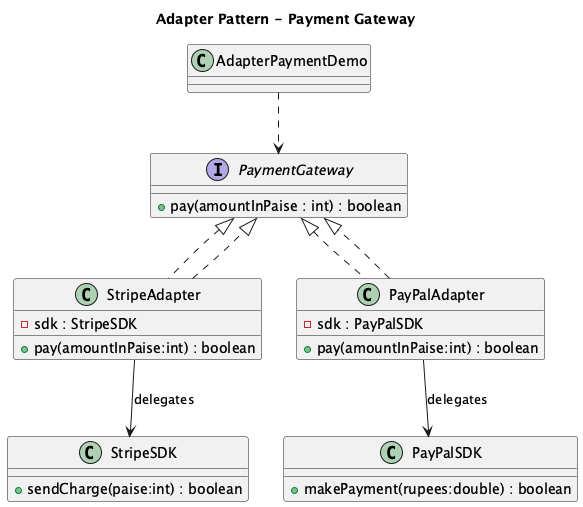 Adapter Pattern - Payment Gateway
C AdapterPaymentDemo
I PaymentGateway
pay(amountInPaise : int) : boolean
C StripeAdapter
sdk : StripeSDK
pay(amountInPaise:int) : boolean
C PayPalAdapter
sdk : PayPalSDK
pay(amountInPaise:int) : boolean
delegates
delegates
C StripeSDK
sendCharge(paise:int) : boolean
C PayPalSDK
makePayment(rupees:double) : boolean